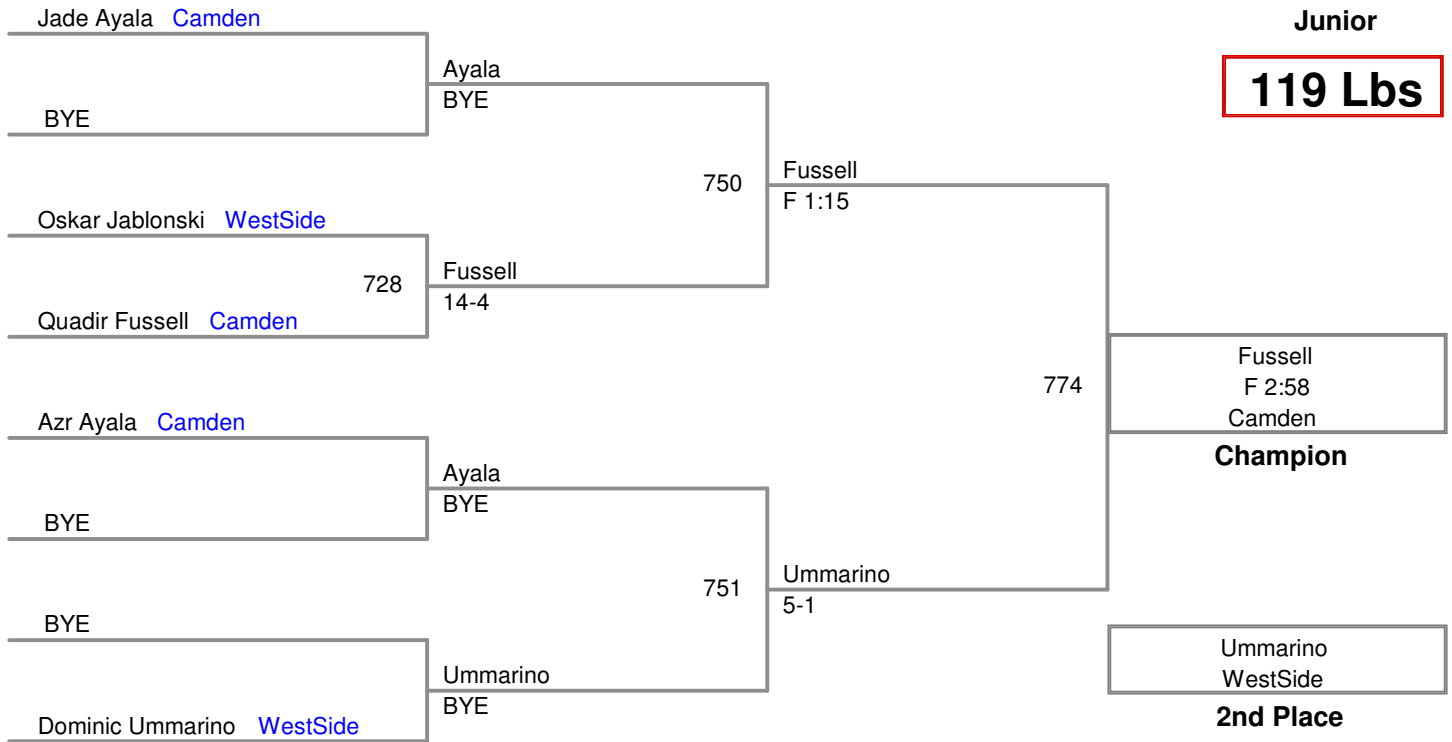 Jade Ayala Camden
Junior
119 Lbs
Ayala
BYE
BYE
750
Fussell
F 1:15
Oskar Jablonski WestSide
728
Fussell
14-4
Quadir Fussell Camden
774
Fussell
F 2:58
Camden
Champion
Azr Ayala Camden
Ayala
BYE
BYE
751
Ummarino
5-1
BYE
Ummarino
BYE
Dominic Ummarino WestSide
Ummarino
WestSide
2nd Place